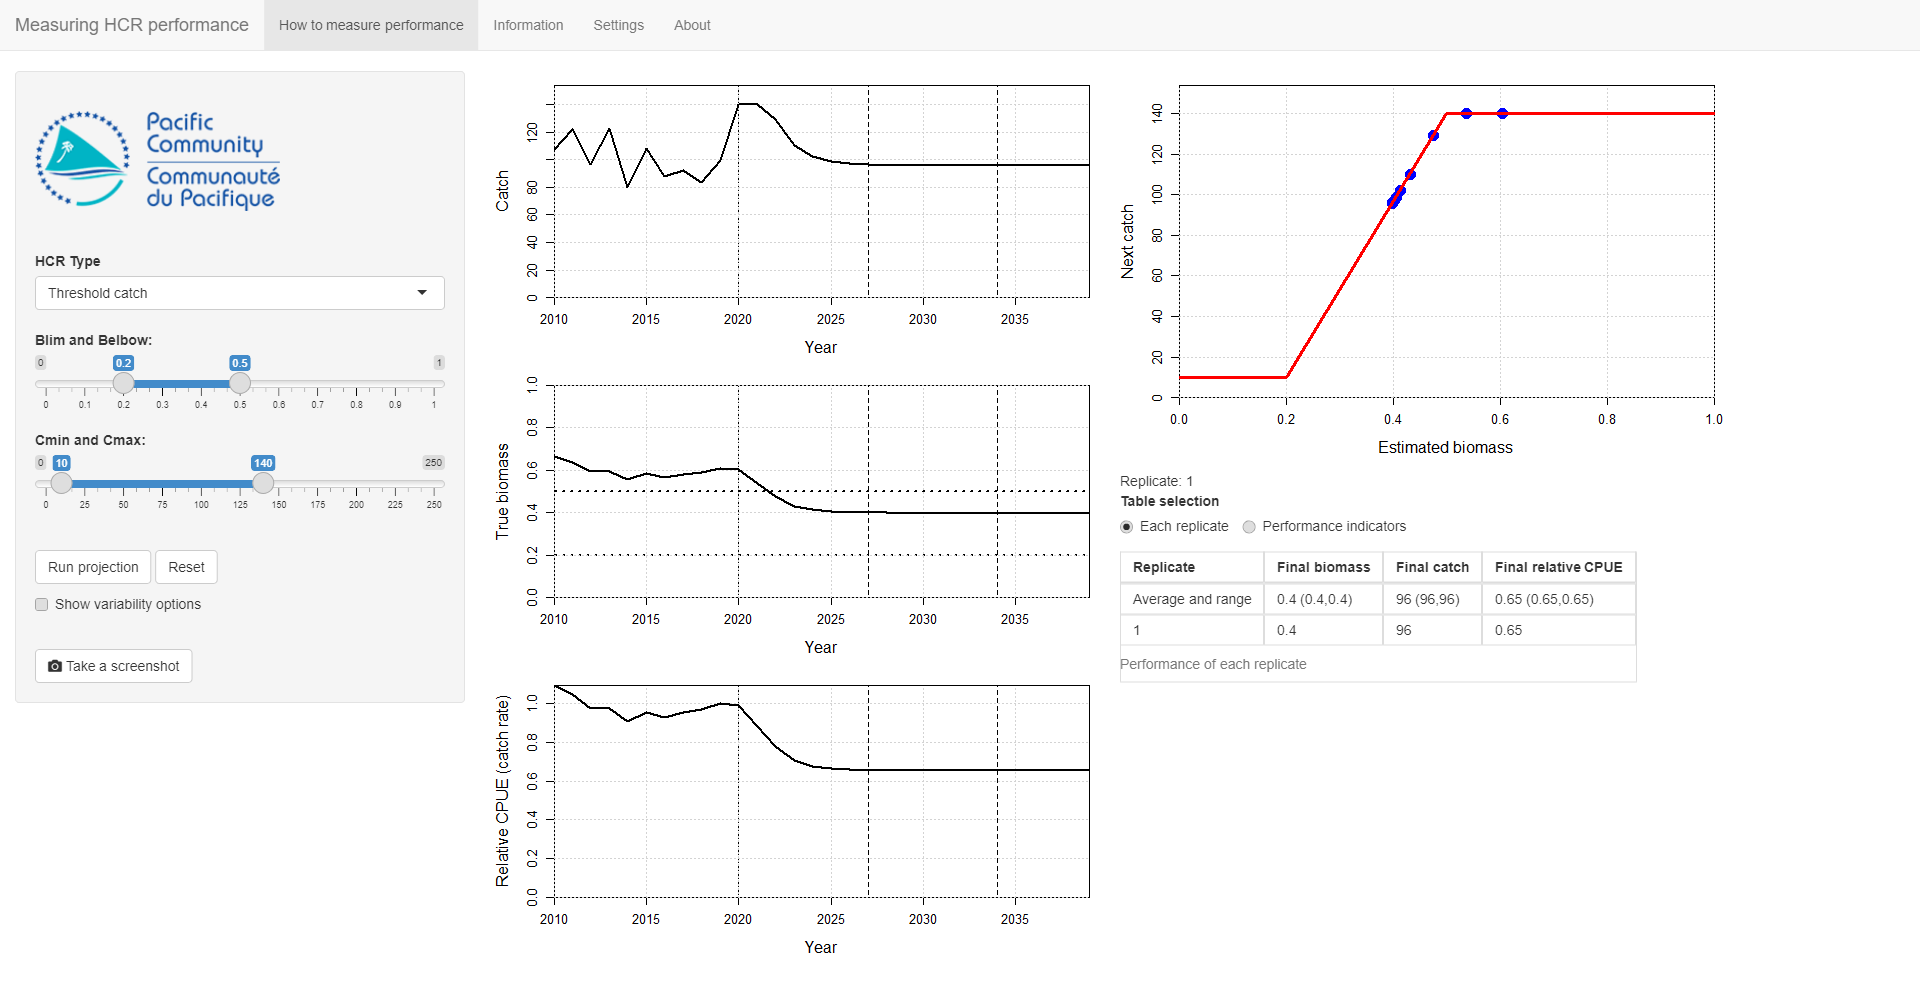 Measuring HCR performance How to measure performance Information Settings About
Pacific
Community
Communauté
du Pacifique
HCR Type
Threshold catch
Blim and Belbow:
0 0.2 0.5 1
0 0.1 0.2 0.3 0.4 0.5 0.6 0.7 0.8 0.9 1
Cmin and Cmax:
0 10 140 250
0 25 50 75 100 125 150 175 200 225 250
Run projection Reset
Show variability options
Take a screenshot
Catch
0 20 40 60 80 120
2010 2015 2020 2025 2030 2035
Year
True biomass
0.0 0.2 0.4 0.6 0.8 1.0
2010 2015 2020 2025 2030 2035
Year
Relative CPUE (catch rate)
0.0 0.2 0.4 0.6 0.8 1.0
2010 2015 2020 2025 2030 2035
Year
Next catch
0 20 40 60 80 100 120 140
0.0 0.2 0.4 0.6 0.8 1.0
Estimated biomass
Replicate: 1
Table selection
Each replicate Performance indicators
Replicate Final biomass Final catch Final relative CPUE
Average and range 0.4 (0.4,0.4) 96 (96,96) 0.65 (0.65,0.65)
1 0.4 96 0.65
Performance of each replicate